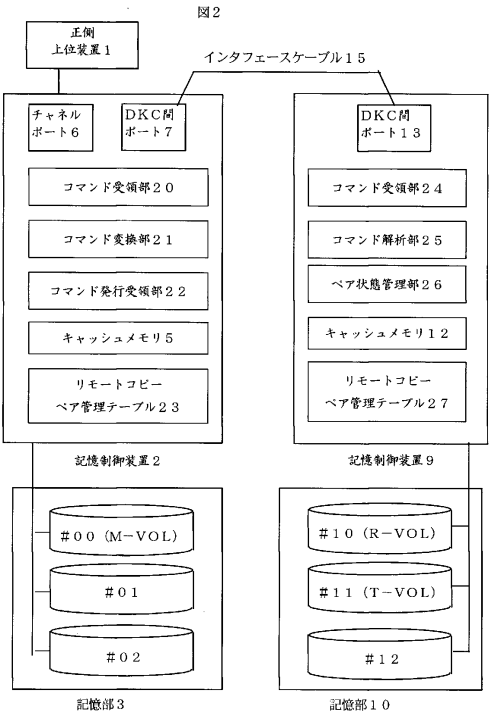 図2
正側
上位装置1
インタフェースケーブル15
チャネル
ポート6
DKC間
ポート7
コマンド受領部20
コマンド変換部21
コマンド発行受領部22
キャッシュメモリ5
リモートコピー
ペア管理テーブル23
記憶制御装置2
DKC間
ポート13
コマンド受領部24
コマンド解析部25
ペア状態管理部26
キャッシュメモリ12
リモートコピー
ペア管理テーブル27
記憶制御装置9
#00(M-VOL)
#01
#02
記憶部3
#10(R-VOL)
#11(T-VOL)
#12
記憶部10